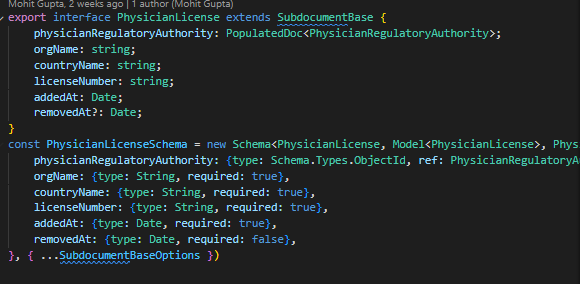 Mohit Gupta, 2 weeks ago | 1 author (Mohit Gupta)
export interface PhysicianLicense extends SubdocumentBase {
    physicianRegulatoryAuthority: PopulatedDoc<PhysicianRegulatoryAuthority>;
    orgName: string;
    countryName: string;
    licenseNumber: string;
    addedAt: Date;
    removedAt?: Date;
}
const PhysicianLicenseSchema = new Schema<PhysicianLicense, Model<PhysicianLicense>, Phys
    physicianRegulatoryAuthority: {type: Schema.Types.ObjectId, ref: PhysicianRegulatoryA
    orgName: {type: String, required: true},
    countryName: {type: String, required: true},
    licenseNumber: {type: String, required: true},
    addedAt: {type: Date, required: true},
    removedAt: {type: Date, required: false},
}, { ...SubdocumentBaseOptions })